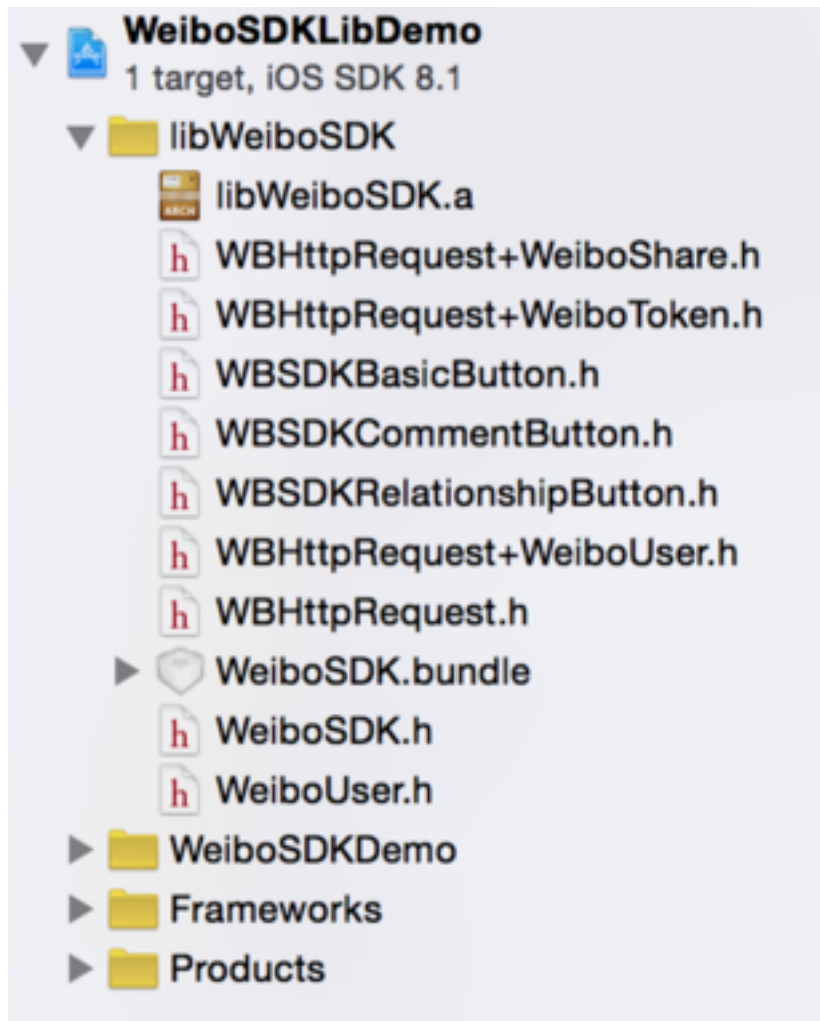 WeiboSDKLibDemo
1 target, iOS SDK 8.1
libWeiboSDK
libWeiboSDK.a
WBHttpRequest+WeiboShare.h
WBHttpRequest+WeiboToken.h
WBSDKBasicButton.h
WBSDKCommentButton.h
WBSDKRelationshipButton.h
WBHttpRequest+WeiboUser.h
WBHttpRequest.h
WeiboSDK.bundle
WeiboSDK.h
WeiboUser.h
WeiboSDKDemo
Frameworks
Products